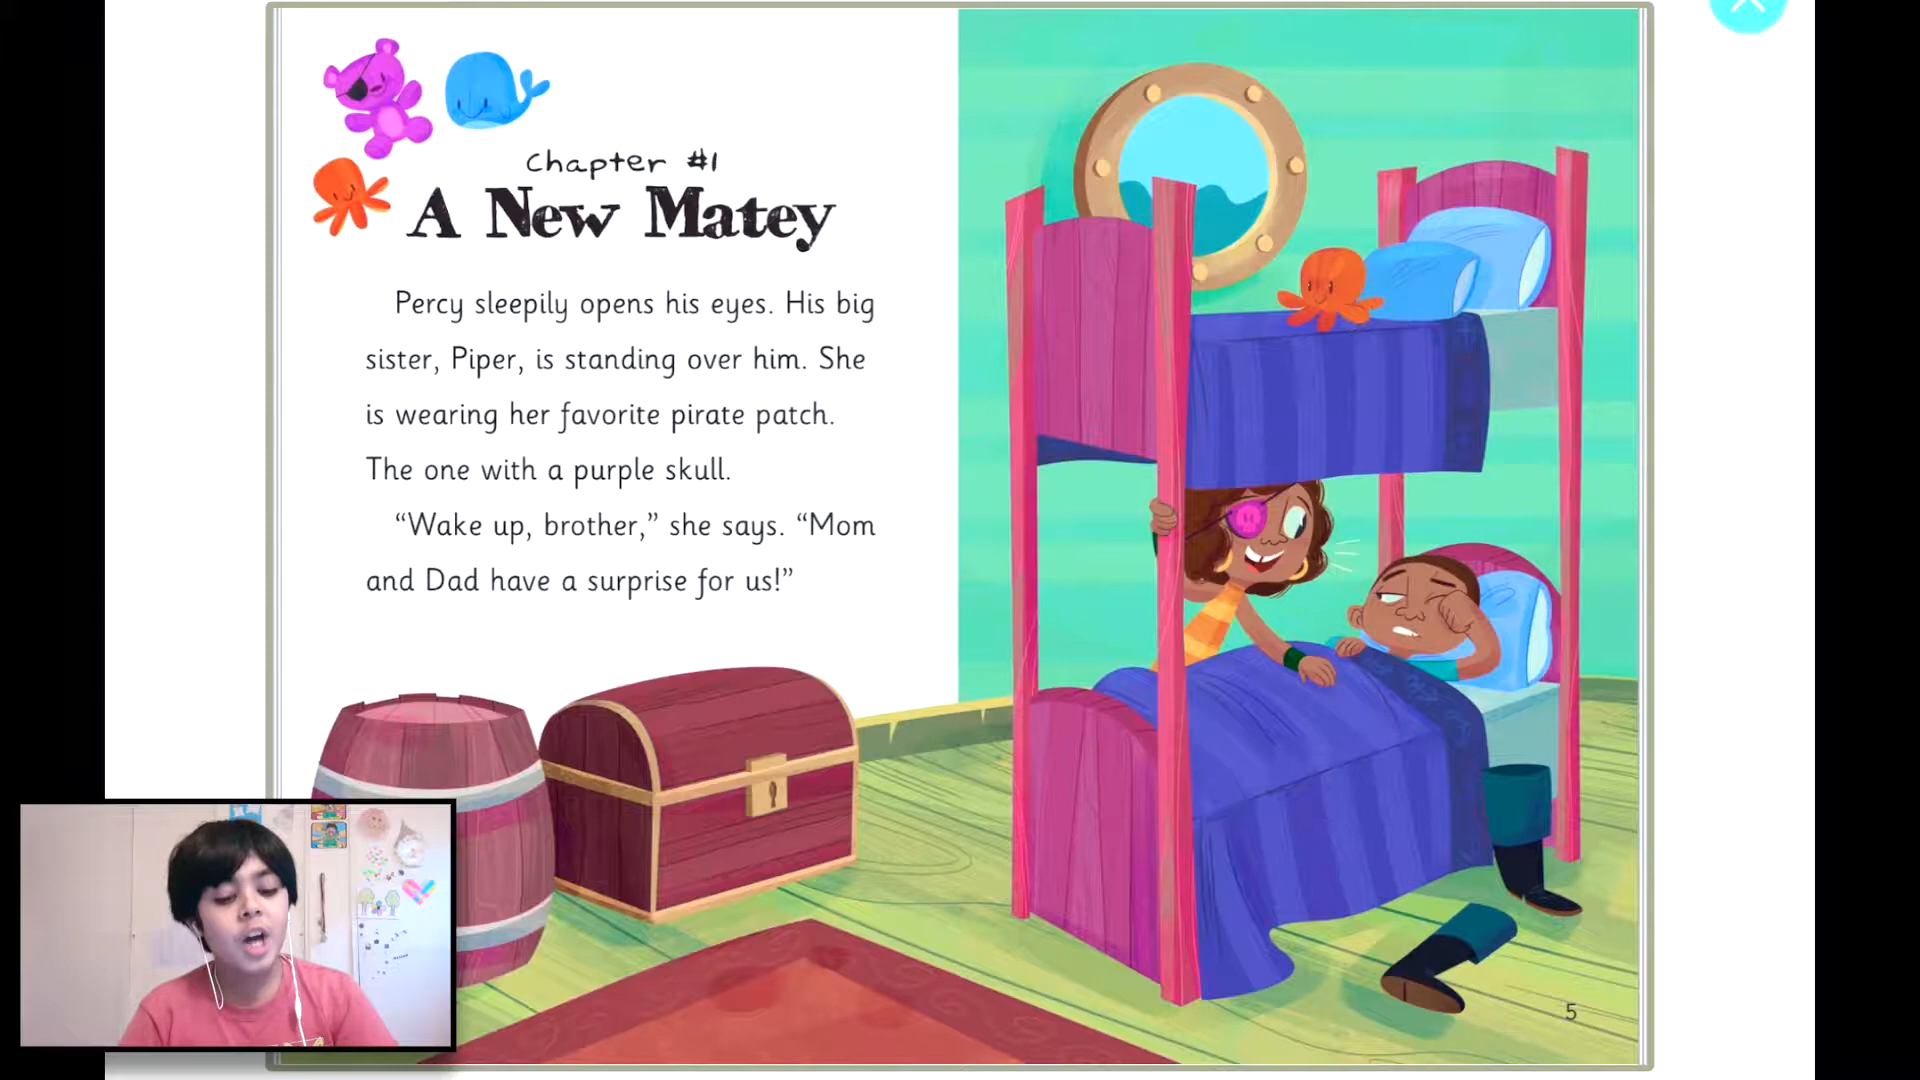 Chapter #1
A New Matey
Percy sleepily opens his eyes. His big
sister, Piper, is standing over him. She
is wearing her favorite pirate patch.
The one with a purple skull.
“Wake up, brother,” she says. “Mom
and Dad have a surprise for us!”
5